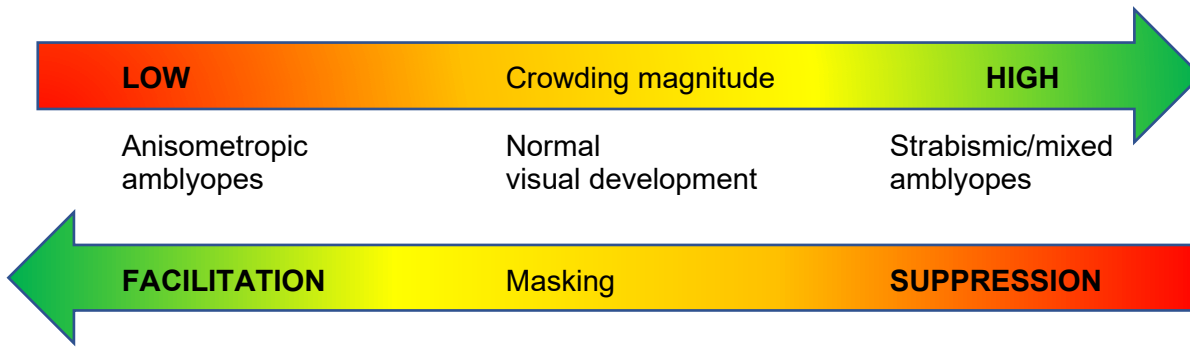 LOW Crowding magnitude HIGH
Anisometropic Normal Strabismic/mixed
amblyopes visual development amblyopes
FACILITATION Masking SUPPRESSION